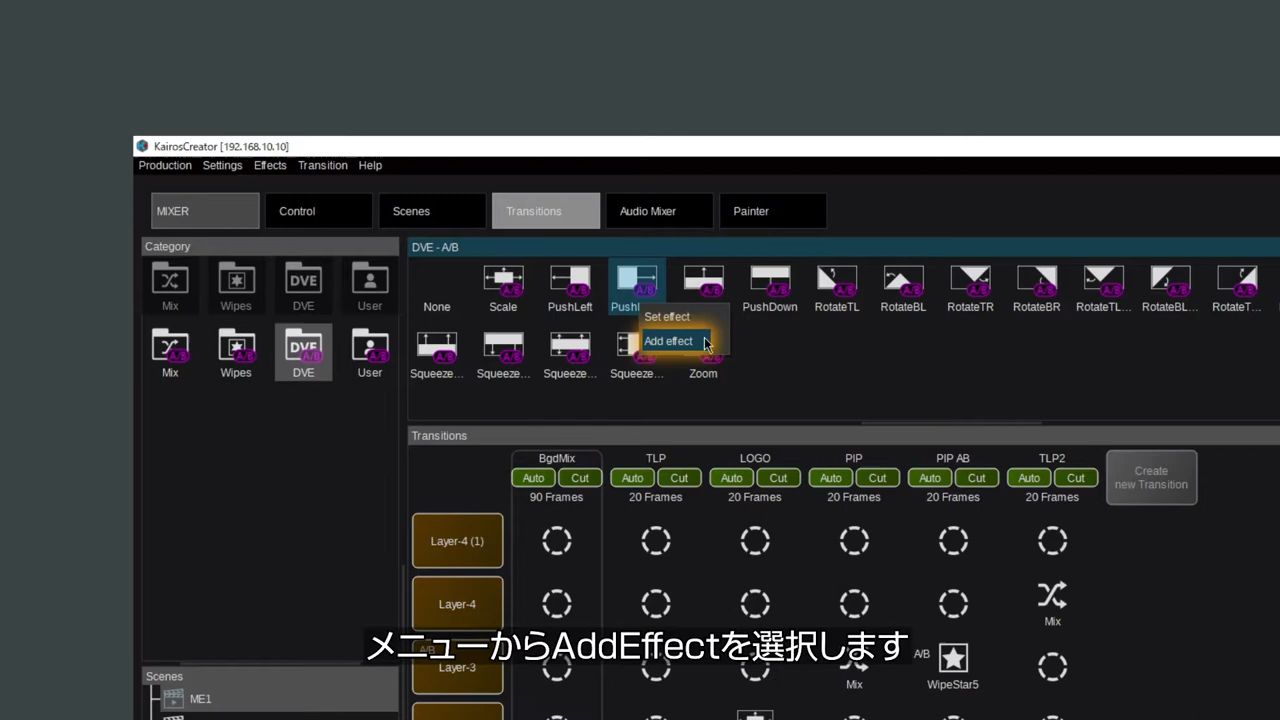 KairosCreator [192.168.10.10]
Production Settings Effects Transition Help
MIXER Control Scenes Transitions Audio Mixer Painter
Category
DVE - A/B
Mix Wipes DVE User
None Scale PushLeft PushDown RotateTL RotateBL RotateTR RotateBR RotateTL... RotateBL... RotateT...
Set effect
Add effect
Mix Wipes DVE User
Squeeze... Squeeze... Squeeze... Squeeze... Zoom
Transitions
BgdMix TLP LOGO PIP PIP AB TLP2
Auto Cut Auto Cut Auto Cut Auto Cut Auto Cut Auto Cut
90 Frames 20 Frames 20 Frames 20 Frames 20 Frames 20 Frames
Create
new Transition
Layer-4 (1)
Layer-4
Mix
メニューからAddEffectを選択します
A/B
Layer-3
Mix
A/B
WipeStar5
Scenes
ME1